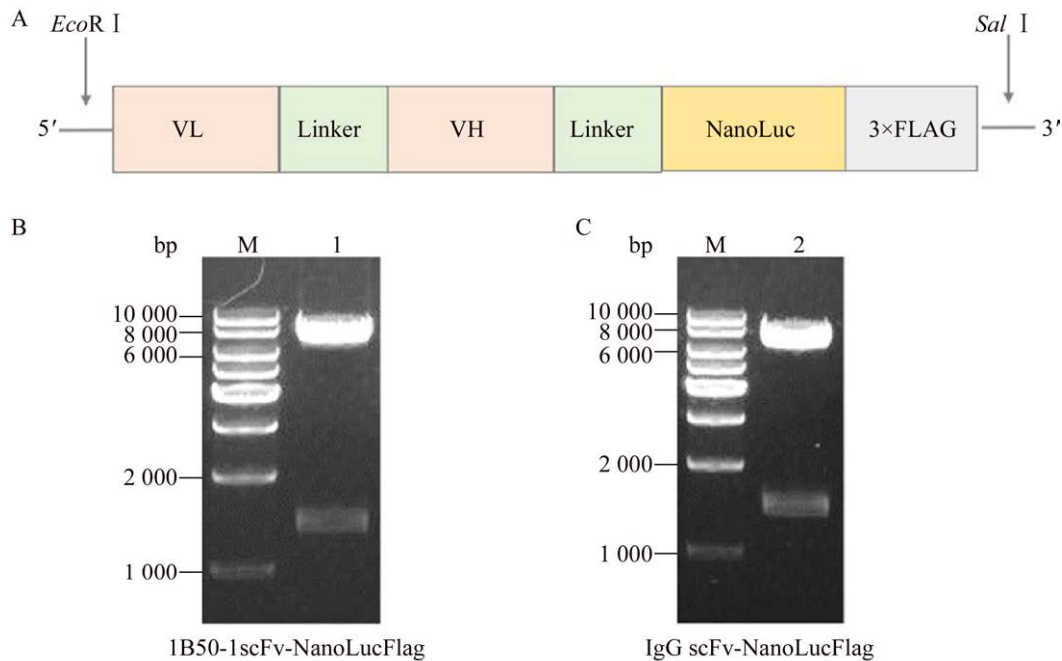 A
EcoR Ⅰ
Sal Ⅰ
5′ VL Linker VH Linker NanoLuc 3×FLAG 3′
B
bp M 1
10 000
8 000
6 000
2 000
1 000
1B50-1scFv-NanoLucFlag
C
bp M 2
10 000
8 000
6 000
2 000
1 000
IgG scFv-NanoLucFlag